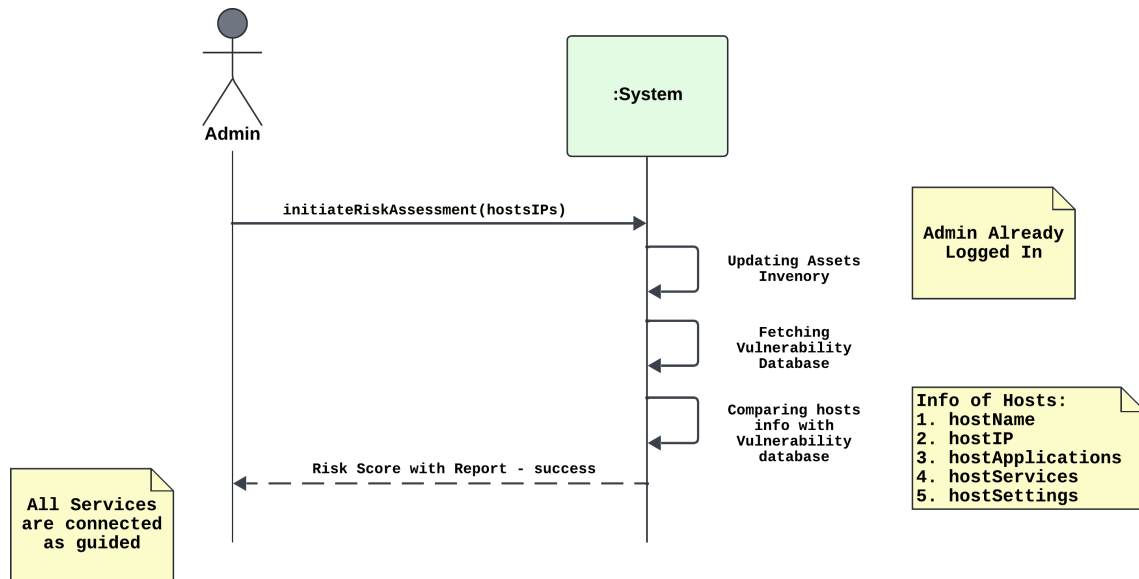 :System
Admin
initiateRiskAssessment(hostsIPs)
Admin Already
Logged In
Updating Assets
Invenory
Fetching
Vulnerability
Database
Comparing hosts
info with
Vulnerability
database
Info of Hosts:
1. hostName
2. hostIP
3. hostApplications
4. hostServices
5. hostSettings
Risk Score with Report - success
All Services
are connected
as guided